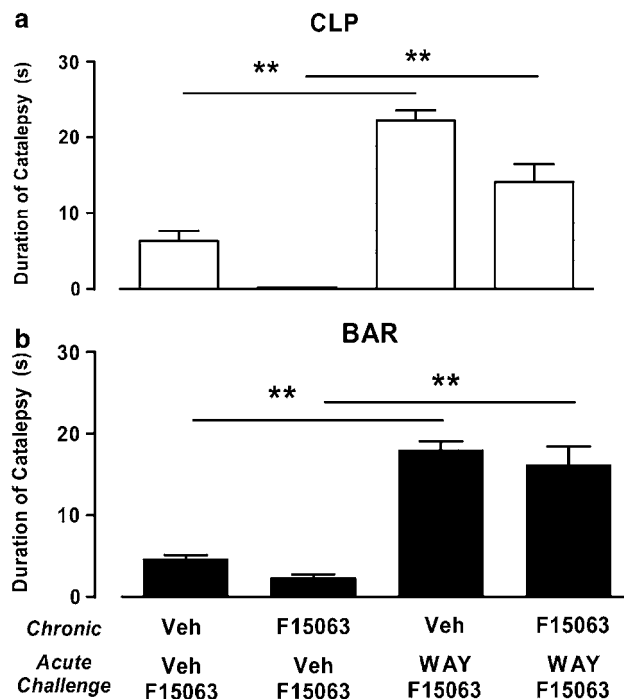 a
CLP
Duration of Catalepsy (s)
30
20
10
0
**
**
b
BAR
Duration of Catalepsy (s)
30
20
10
0
**
**
Chronic Veh F15063 Veh F15063
Acute Veh Veh WAY WAY
Challenge F15063 F15063 F15063 F15063